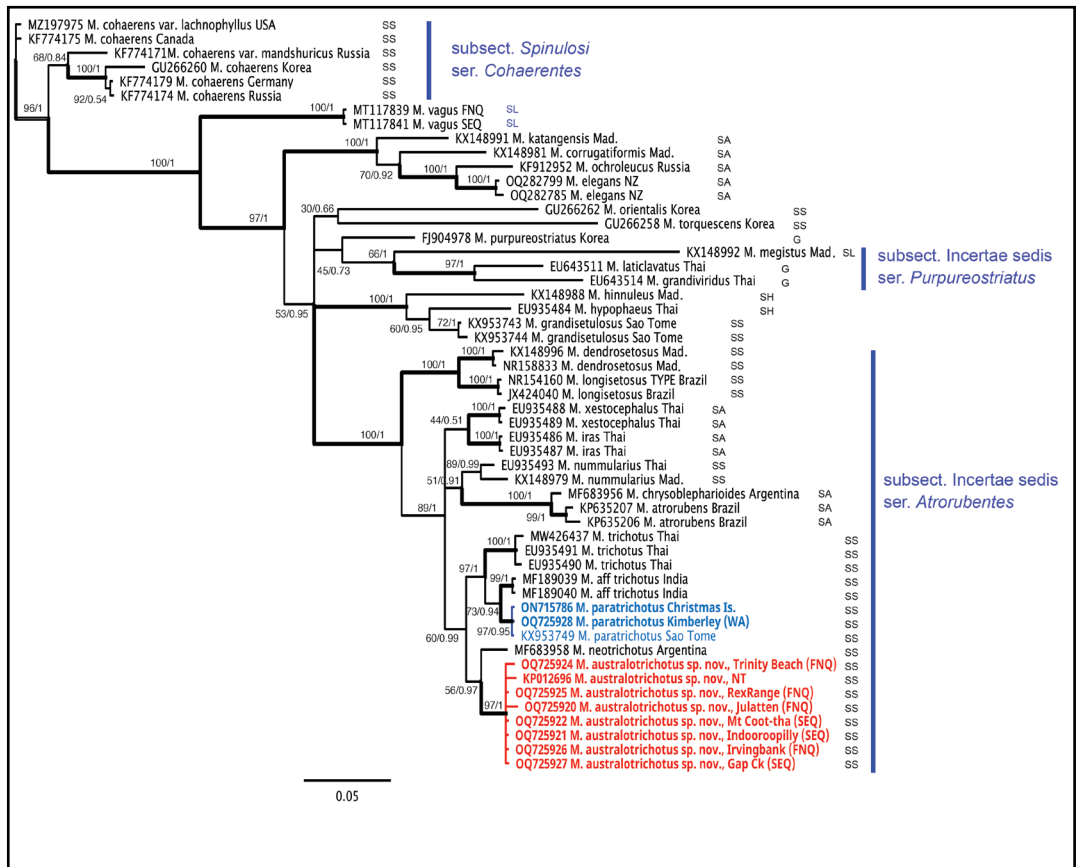 MZ197975 M. cohaerens var. lachnophyllus USA SS
KF774175 M. cohaerens Canada SS
KF774171M. cohaerens var. mandshuricus Russia SS
68/0.84
GU266260 M. cohaerens Korea SS
100/1
KF774179 M. cohaerens Germany SS
KF774174 M. cohaerens Russia SS
92/0.54
subsect. Spinulosi
ser. Cohaerentes
96/1
100/1
MT117839 M. vagus FNQ SL
MT117841 M. vagus SEQ SL
KX148991 M. katangensis Mad. SA
100/1
KX148981 M. corrugatiformis Mad. SA
100/1
KF912952 M. ochroleucus Russia SA
70/0.92
100/1
OQ282799 M. elegans NZ SA
OQ282785 M. elegans NZ SA
97/1
30/0.66
GU266262 M. orientalis Korea SS
GU266258 M. torquescens Korea SS
FJ904978 M. purpureostriatus Korea G
66/1
KX148992 M. megistus Mad. SL
45/0.73
97/1
EU643511 M. laticlavatus Thai G
EU643514 M. grandiviridus Thai G
subsect. Incertae sedis
ser. Purpureostriatus
53/0.95
100/1
KX148988 M. hinnuleus Mad. SH
EU935484 M. hypophaeus Thai SH
60/0.95
72/1
KX953743 M. grandisetulosus Sao Tome SS
KX953744 M. grandisetulosus Sao Tome SS
100/1
KX148996 M. dendrosetosus Mad. SS
NR158833 M. dendrosetosus Mad. SS
100/1
NR154160 M. longisetosus TYPE Brazil SS
JX424040 M. longisetosus Brazil SS
100/1
44/0.51
100/1
EU935488 M. xestocephalus Thai SA
EU935489 M. xestocephalus Thai SA
100/1
EU935486 M. iras Thai SA
EU935487 M. iras Thai SA
89/0.99
EU935493 M. nummularius Thai SS
51/0.91
KX148979 M. nummularius Mad. SS
100/1
MF683956 M. chrysoblepharioides Argentina SA
KP635207 M. atrorubens Brazil SA
99/1
KP635206 M. atrorubens Brazil SA
subsect. Incertae sedis
ser. Atrorubentes
89/1
100/1
MW426437 M. trichotus Thai SS
EU935491 M. trichotus Thai SS
EU935490 M. trichotus Thai SS
97/1
99/1
MF189039 M. aff trichotus India SS
MF189040 M. aff trichotus India SS
73/0.94
ON715786 M. paratrichotus Christmas Is. SS
OQ725928 M. paratrichotus Kimberley (WA) SS
97/0.95
KX953749 M. paratrichotus Sao Tome SS
60/0.99
MF683958 M. neotrichotus Argentina SS
56/0.97
OQ725924 M. australotrichotus sp. nov., Trinity Beach (FNQ) SS
KP012696 M. australotrichotus sp. nov., NT SS
OQ725925 M. australotrichotus sp. nov., RexRange (FNQ) SS
97/1
OQ725920 M. australotrichotus sp. nov., Julatten (FNQ) SS
OQ725922 M. australotrichotus sp. nov., Mt Coot-tha (SEQ) SS
OQ725921 M. australotrichotus sp. nov., Indooroopilly (SEQ) SS
OQ725926 M. australotrichotus sp. nov., Irvingbank (FNQ) SS
OQ725927 M. australotrichotus sp. nov., Gap Ck (SEQ) SS
0.05